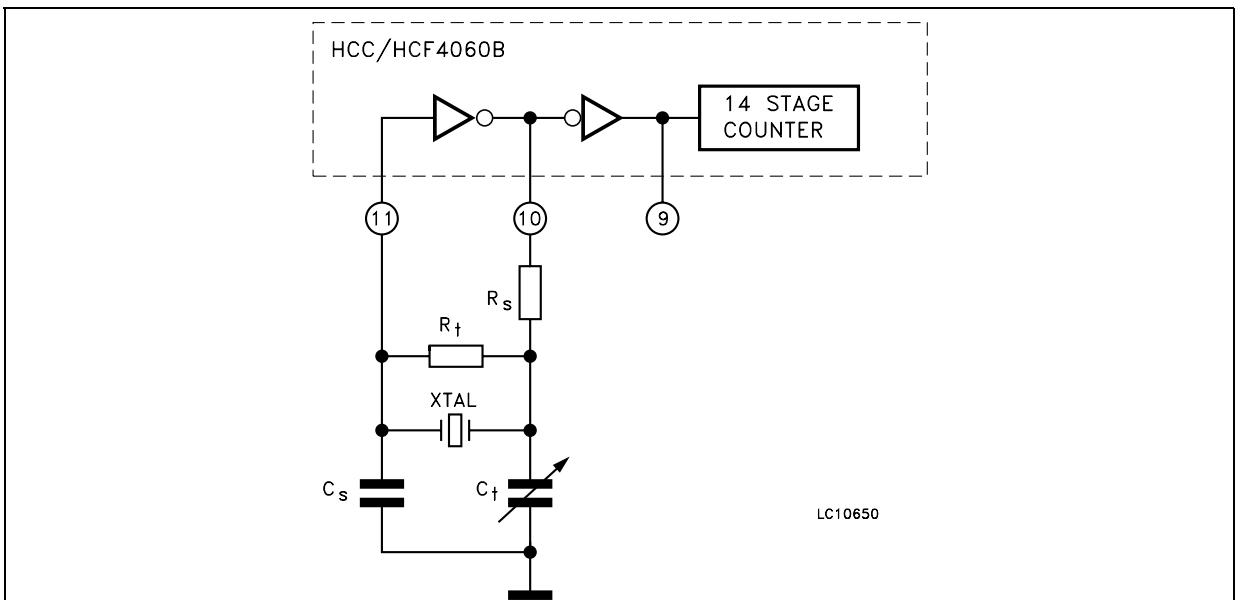 HCC/HCF4060B
14 STAGE
COUNTER
11
10
9
Rs
Rt
XTAL
Cs
Ct
LC10650